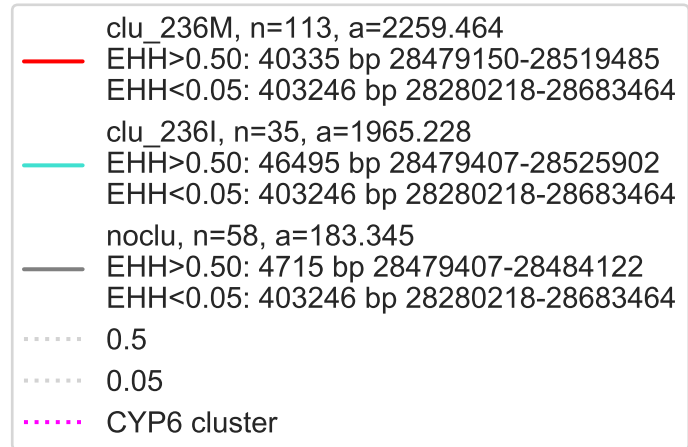 clu_236M, n=113, a=2259.464
EHH>0.50: 40335 bp 28479150-28519485
EHH<0.05: 403246 bp 28280218-28683464
clu_236I, n=35, a=1965.228
EHH>0.50: 46495 bp 28479407-28525902
EHH<0.05: 403246 bp 28280218-28683464
noclu, n=58, a=183.345
EHH>0.50: 4715 bp 28479407-28484122
EHH<0.05: 403246 bp 28280218-28683464
0.5
0.05
CYP6 cluster